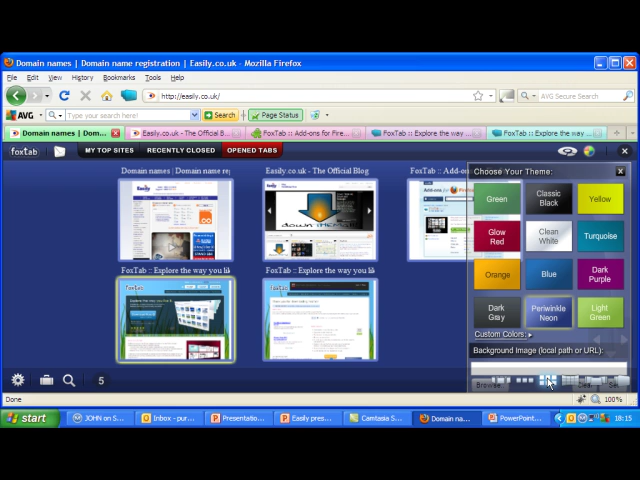 Domain names | Domain name registration | Easily.co.uk - Mozilla Firefox
File Edit View History Bookmarks Tools Help
http://easily.co.uk/
AVG Secure Search
AVG Search Page Status
Domain names | Dom... Easily.co.uk - The Official B... FoxTab :: Add-ons for Fire... FoxTab :: Explore the way ... FoxTab :: Explore the way ...
foxtab MY TOP SITES RECENTLY CLOSED OPENED TABS
Domain names | Domain name re Easily.co.uk - The Official Blog FoxTab :: Add-
Choose Your Theme:
Green Classic Black Yellow
Glow Red Clean White Turquoise
FoxTab :: Explore the way you li FoxTab :: Explore the way you li
Orange Blue Dark Purple
Dark Gray Periwinkle Neon Light Green
Custom Colors:
Background Image (local path or URL):
Browse
5
Done
100%
start JOHN on S... Inbox - pur... Presentatio... Easily pres... Camtasia S... Domain na... PowerPoint... 18:15